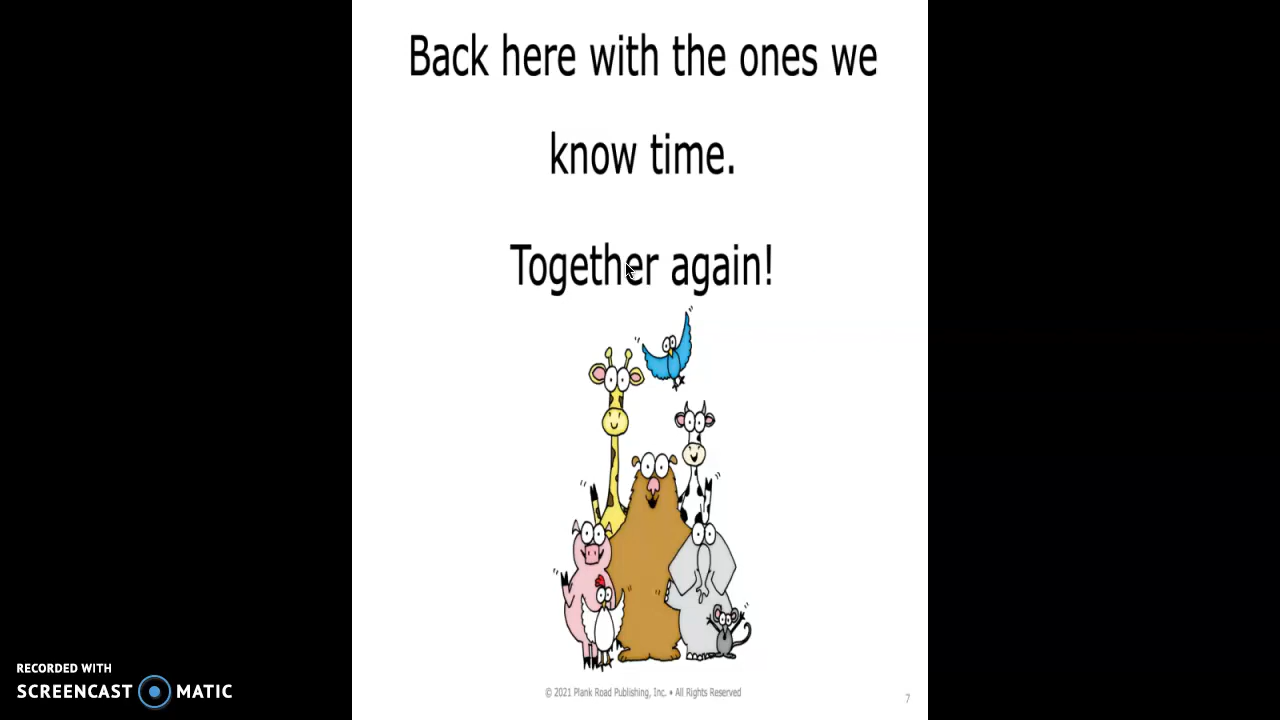 Back here with the ones we
know time.
Together again!
© 2021 Plank Road Publishing, Inc. • All Rights Reserved
7
RECORDED WITH
SCREENCAST MATIC